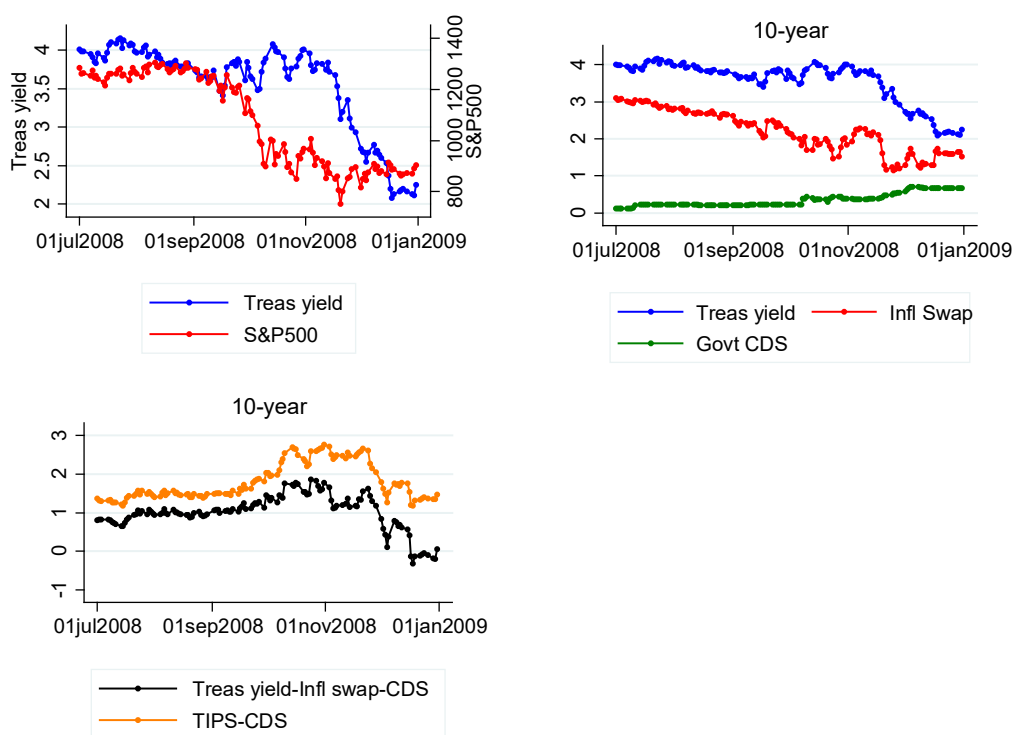 Treas yield
4
3.5
3
2.5
2
1400
1200
1000
800
S&P500
01jul2008 01sep2008 01nov2008 01jan2009
Treas yield
S&P500
10-year
4
3
2
1
0
01jul2008 01sep2008 01nov2008 01jan2009
Treas yield Infl Swap
Govt CDS
10-year
3
2
1
0
-1
01jul2008 01sep2008 01nov2008 01jan2009
Treas yield-Infl swap-CDS
TIPS-CDS